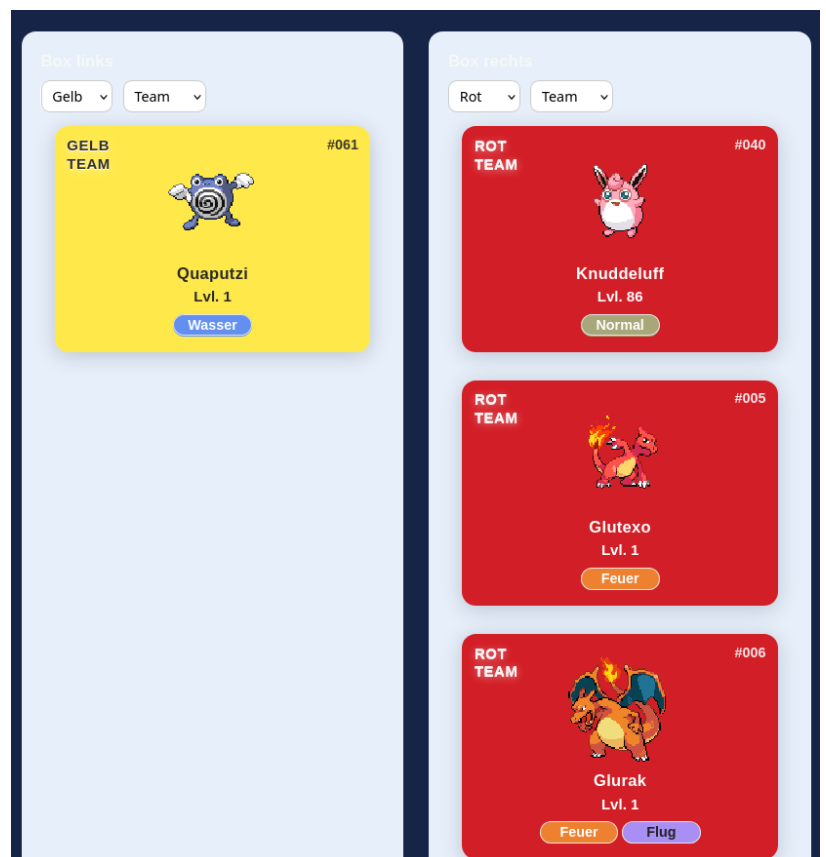 Box links
Gelb Team
GELB #061
TEAM
Quaputzi
Lvl. 1
Wasser
Box rechts
Rot Team
ROT #040
TEAM
Knuddeluff
Lvl. 86
Normal
ROT #005
TEAM
Glutexo
Lvl. 1
Feuer
ROT #006
TEAM
Glurak
Lvl. 1
Feuer Flug